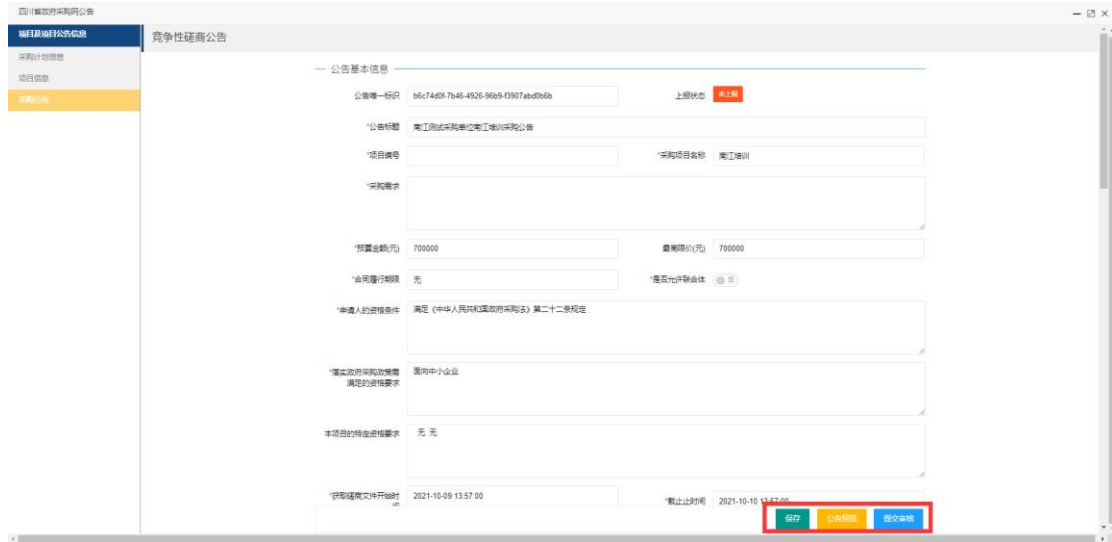 四川省政府采购网公告
项目及项目公告信息
竞争性磋商公告
采购计划信息
项目信息
采购公告
公告基本信息
公告唯一标识 b6c74d0f-7b46-4926-96b9-f3907abd0b6b 上报状态 未上报
*公告标题 南江测试采购单位南江培训采购公告
*项目编号 *采购项目名称 南江培训
*采购需求
*预算金额(元) 700000 最高限价(元) 700000
*合同履行期限 无 *是否允许联合体 否
*申请人的资格条件 满足《中华人民共和国政府采购法》第二十二条规定
*落实政府采购政策需 面向中小企业
满足的资格要求
本项目的特定资格要求 无 无
*获取磋商文件开始时 2021-10-09 13:57:00 *截止时间 2021-10-10 13:57:00
间
保存 公告预览 提交审核